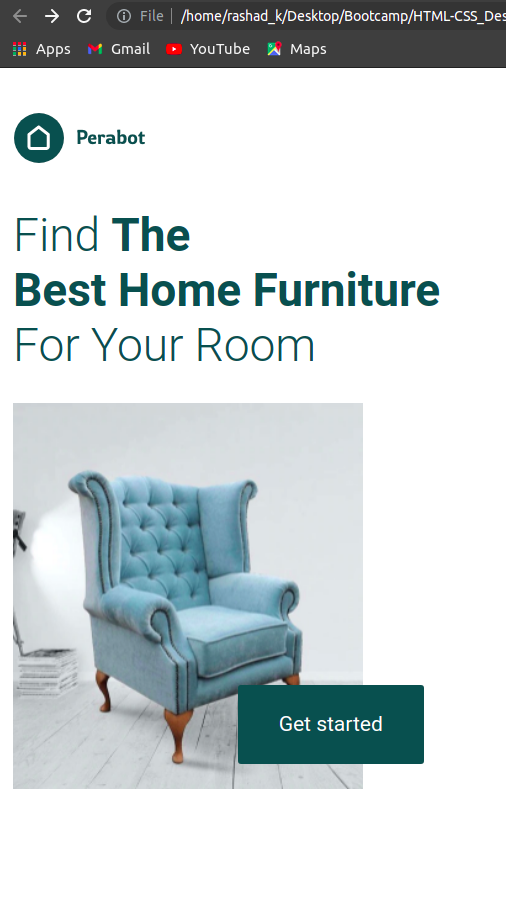 File | /home/rashad_k/Desktop/Bootcamp/HTML-CSS_Des
Apps Gmail YouTube Maps
Perabot
Find The
Best Home Furniture
For Your Room
Get started